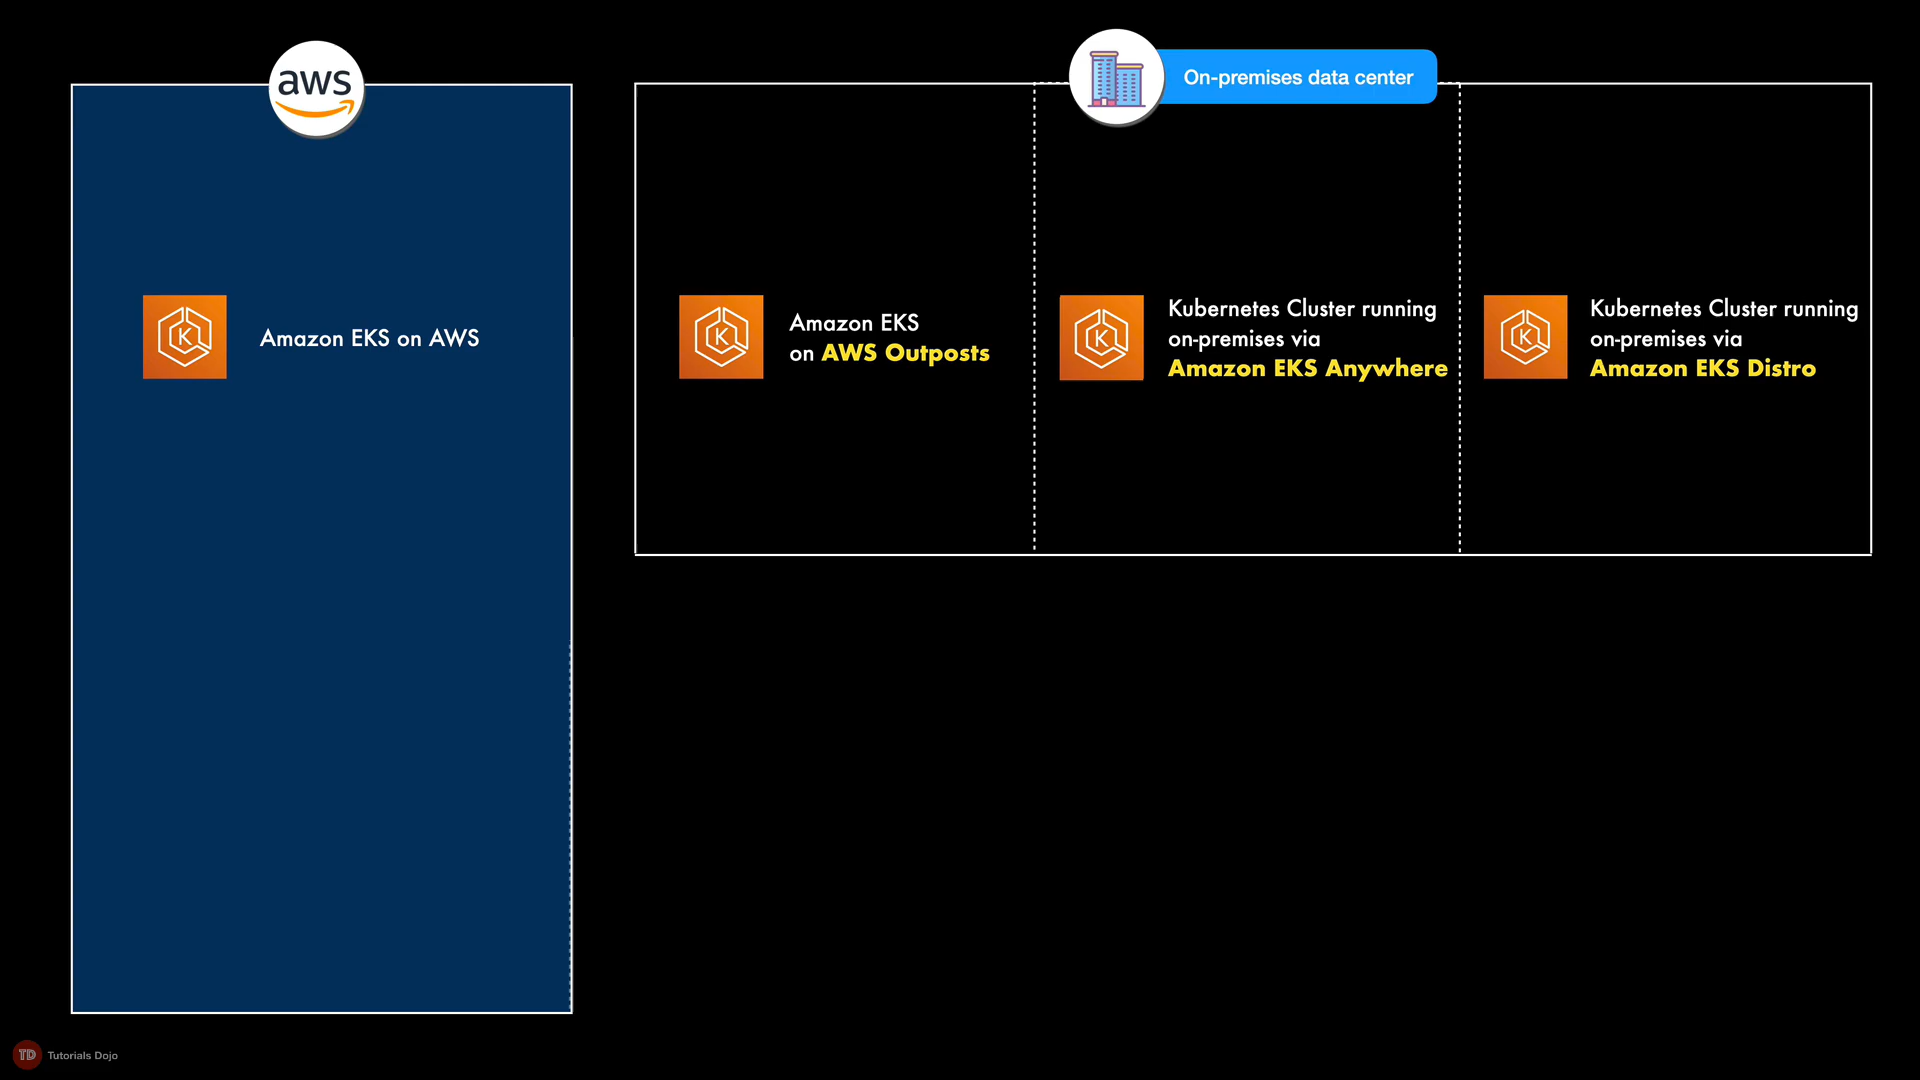 aws
On-premises data center
Amazon EKS on AWS
Amazon EKS
on AWS Outposts
Kubernetes Cluster running
on-premises via
Amazon EKS Anywhere
Kubernetes Cluster running
on-premises via
Amazon EKS Distro
TD
Tutorials Dojo